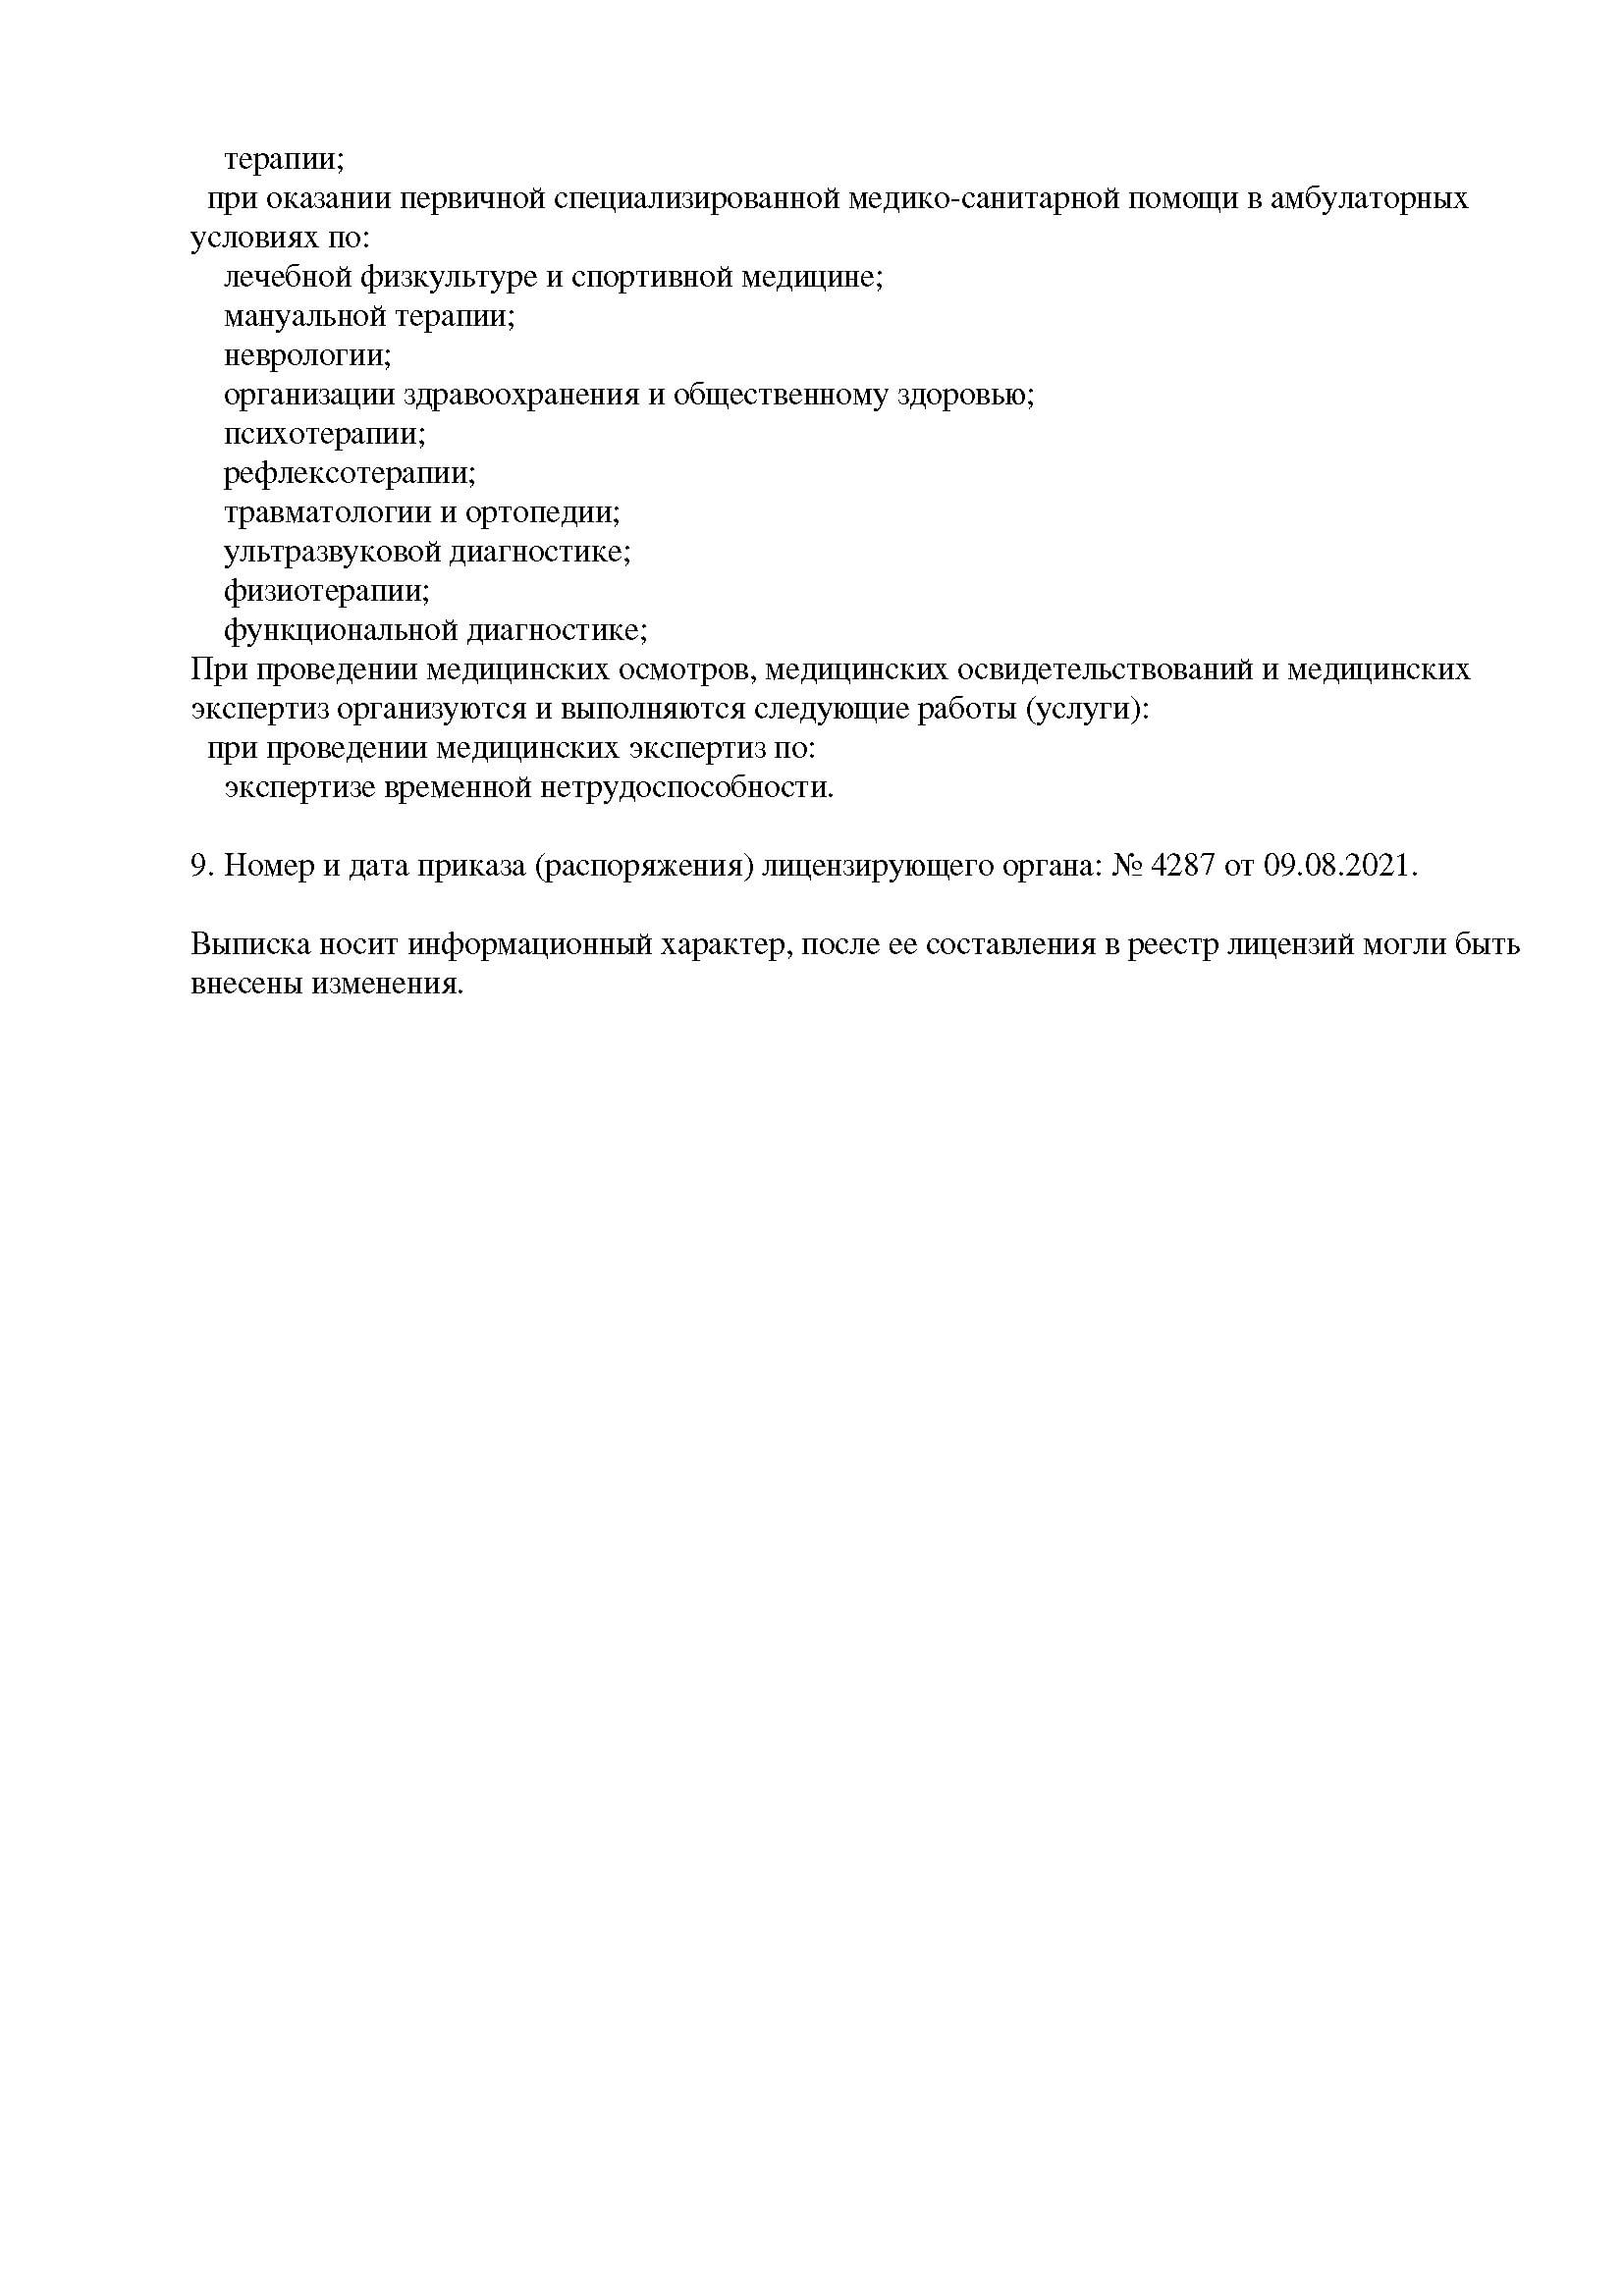 терапии;
при оказании первичной специализированной медико-санитарной помощи в амбулаторных
условиях по:
лечебной физкультуре и спортивной медицине;
мануальной терапии;
неврологии;
организации здравоохранения и общественному здоровью;
психотерапии;
рефлексотерапии;
травматологии и ортопедии;
ультразвуковой диагностике;
физиотерапии;
функциональной диагностике;
При проведении медицинских осмотров, медицинских освидетельствований и медицинских
экспертиз организуются и выполняются следующие работы (услуги):
при проведении медицинских экспертиз по:
экспертизе временной нетрудоспособности.
9. Номер и дата приказа (распоряжения) лицензирующего органа: № 4287 от 09.08.2021.
Выписка носит информационный характер, после ее составления в реестр лицензий могли быть
внесены изменения.